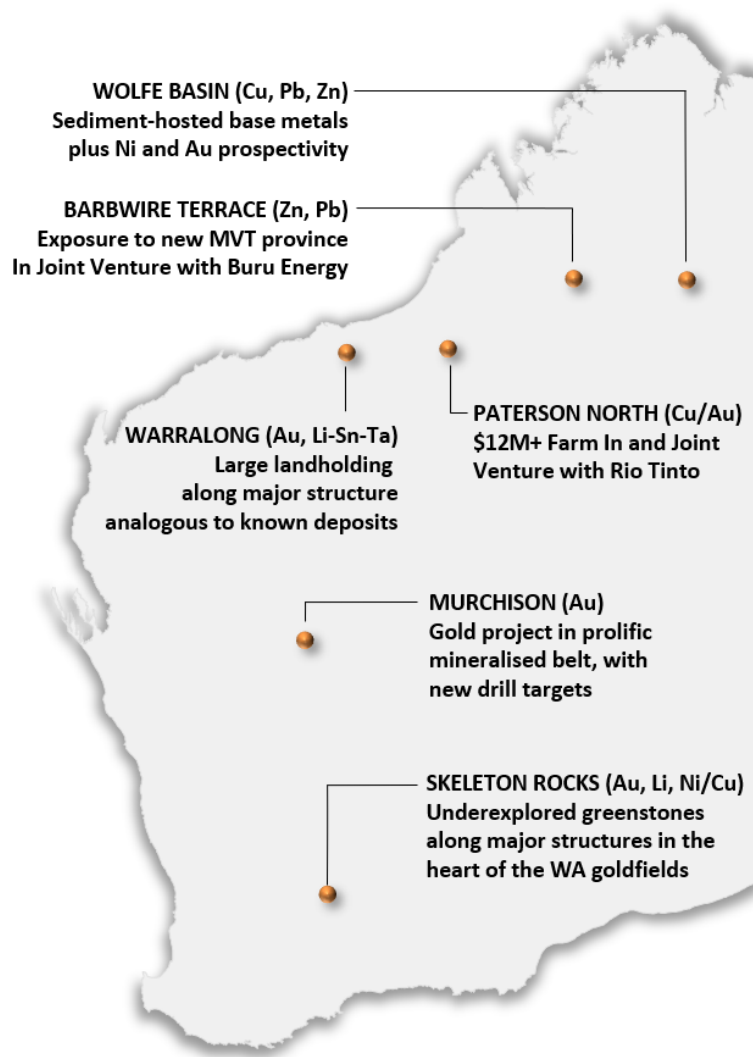 WOLFE BASIN (Cu, Pb, Zn)
Sediment-hosted base metals
plus Ni and Au prospectivity
BARBWIRE TERRACE (Zn, Pb)
Exposure to new MVT province
In Joint Venture with Buru Energy
WARRALONG (Au, Li-Sn-Ta)
Large landholding
along major structure
analogous to known deposits
PATERSON NORTH (Cu/Au)
$12M+ Farm In and Joint
Venture with Rio Tinto
MURCHISON (Au)
Gold project in prolific
mineralised belt, with
new drill targets
SKELETON ROCKS (Au, Li, Ni/Cu)
Underexplored greenstones
along major structures in the
heart of the WA goldfields